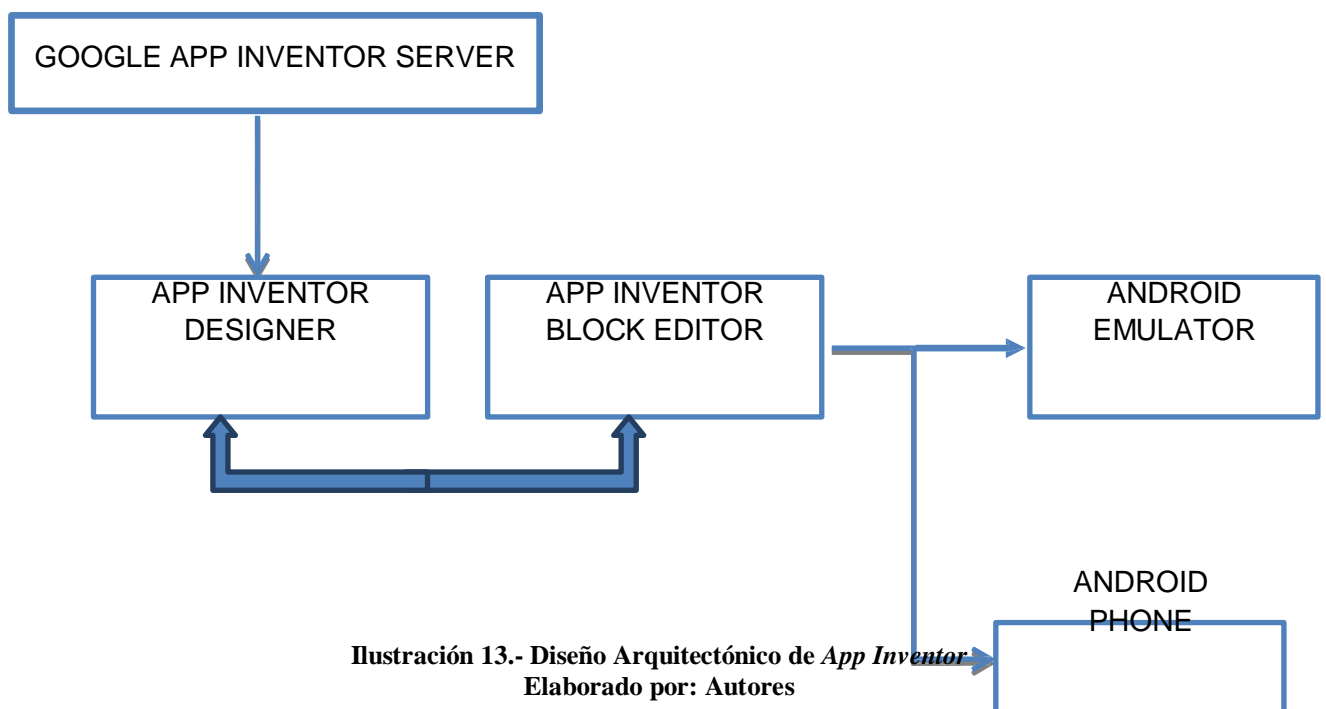 GOOGLE APP INVENTOR SERVER
APP INVENTOR
DESIGNER
APP INVENTOR
BLOCK EDITOR
ANDROID
EMULATOR
ANDROID
PHONE
Ilustración 13.- Diseño Arquitectónico de App Inventor
Elaborado por: Autores